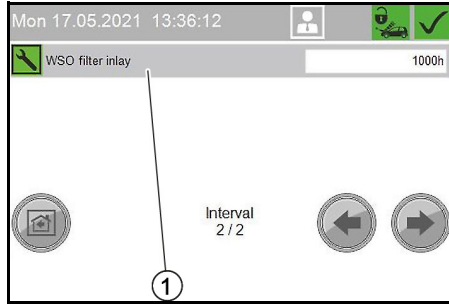 Mon 17.05.2021 13:36:12
WSO filter inlay 1000h
Interval
2 / 2
1